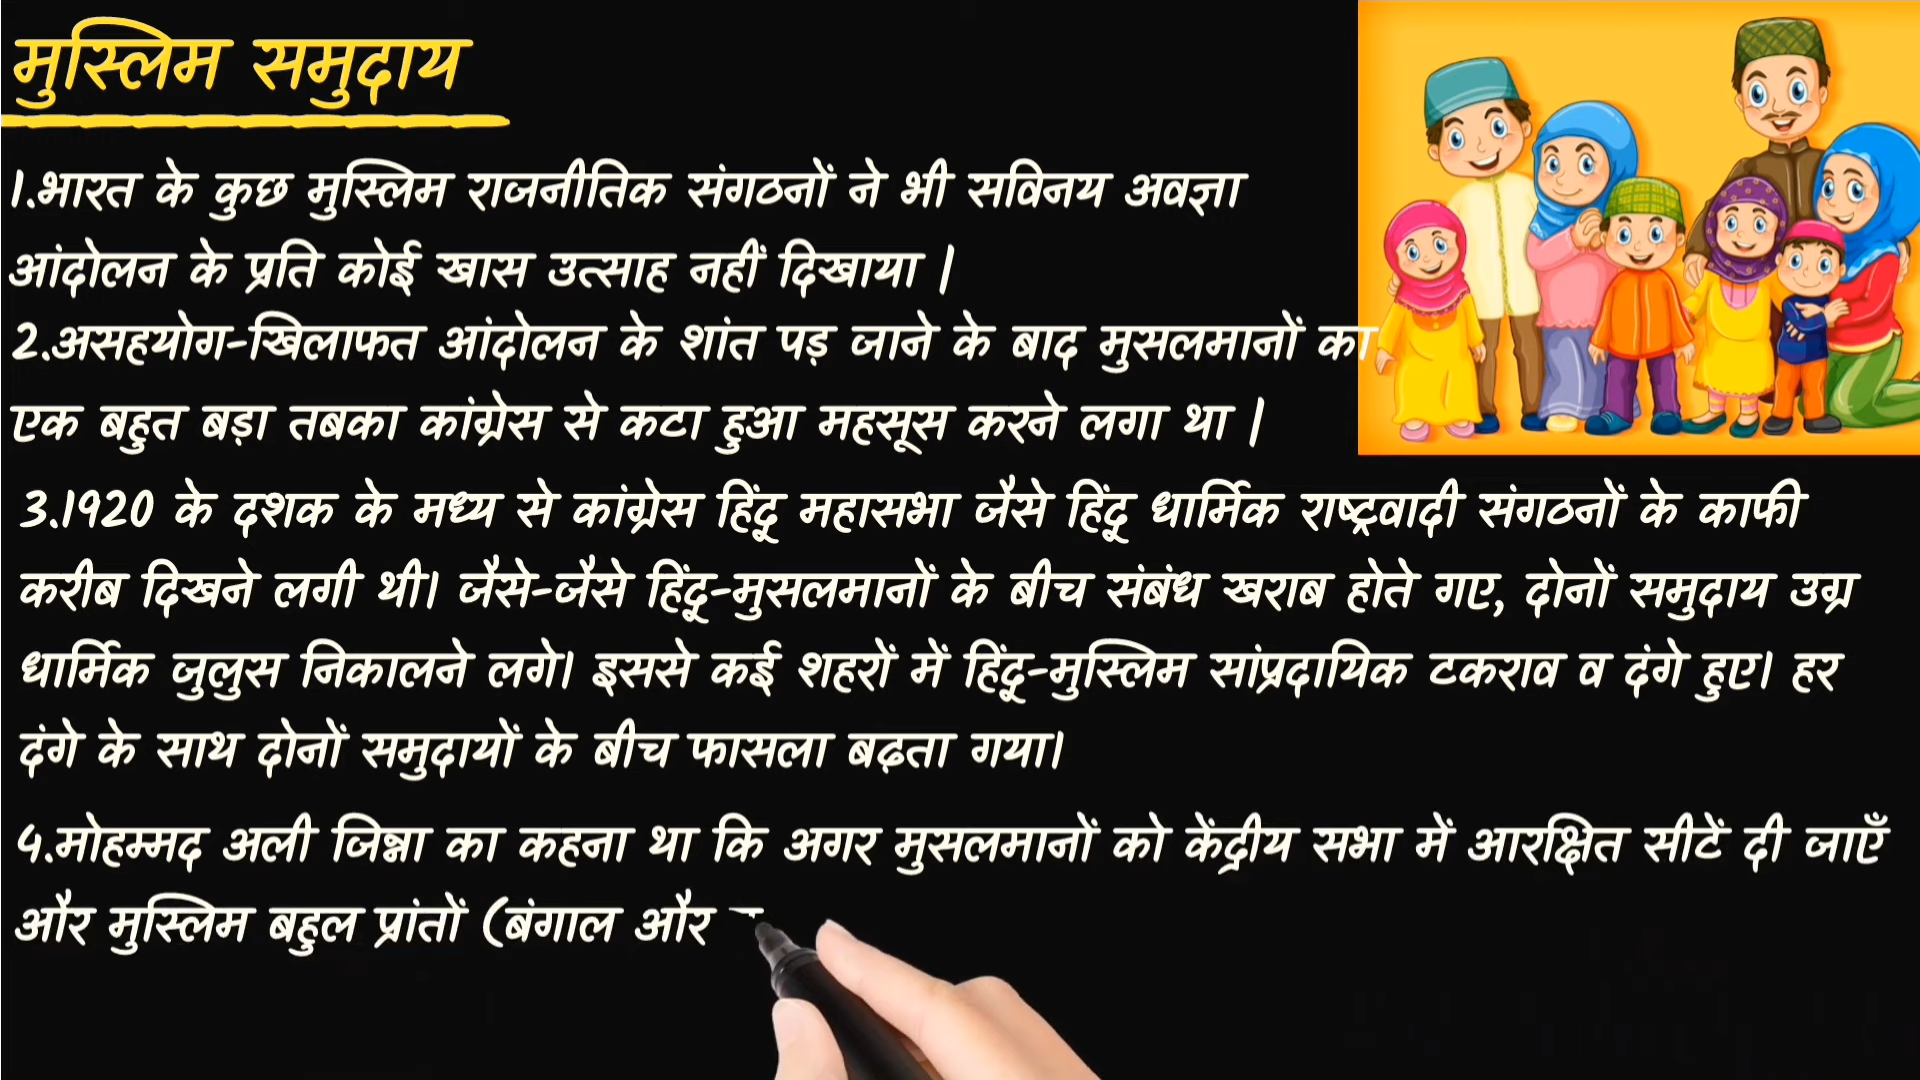 मुस्लिम समुदाय
1.भारत के कुछ मुस्लिम राजनीतिक संगठनों ने भी सविनय अवज्ञा
आंदोलन के प्रति कोई खास उत्साह नहीं दिखाया |
2.असहयोग-खिलाफत आंदोलन के शांत पड़ जाने के बाद मुसलमानों का
एक बहुत बड़ा तबका कांग्रेस से कटा हुआ महसूस करने लगा था |
3.1920 के दशक के मध्य से कांग्रेस हिंदू महासभा जैसे हिंदू धार्मिक राष्ट्रवादी संगठनों के काफी
करीब दिखने लगी थी। जैसे-जैसे हिंदू-मुसलमानों के बीच संबंध खराब होते गए, दोनों समुदाय उग्र
धार्मिक जुलुस निकालने लगे। इससे कई शहरों में हिंदू-मुस्लिम सांप्रदायिक टकराव व दंगे हुए। हर
दंगे के साथ दोनों समुदायों के बीच फासला बढ़ता गया।
4.मोहम्मद अली जिन्ना का कहना था कि अगर मुसलमानों को केंद्रीय सभा में आरक्षित सीटें दी जाएँ
और मुस्लिम बहुल प्रांतों (बंगाल और